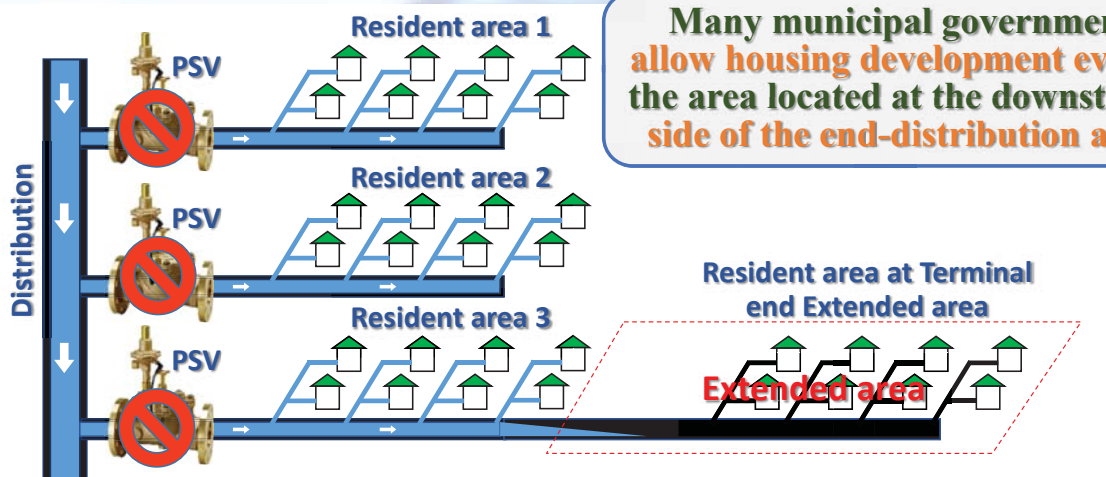 Resident area 1
Many municipal governmen
allow housing development ev
the area located at the downst
side of the end-distribution a
PSV
Distribution
Resident area 2
PSV
Resident area at Terminal
end Extended area
Resident area 3
PSV
Extended area